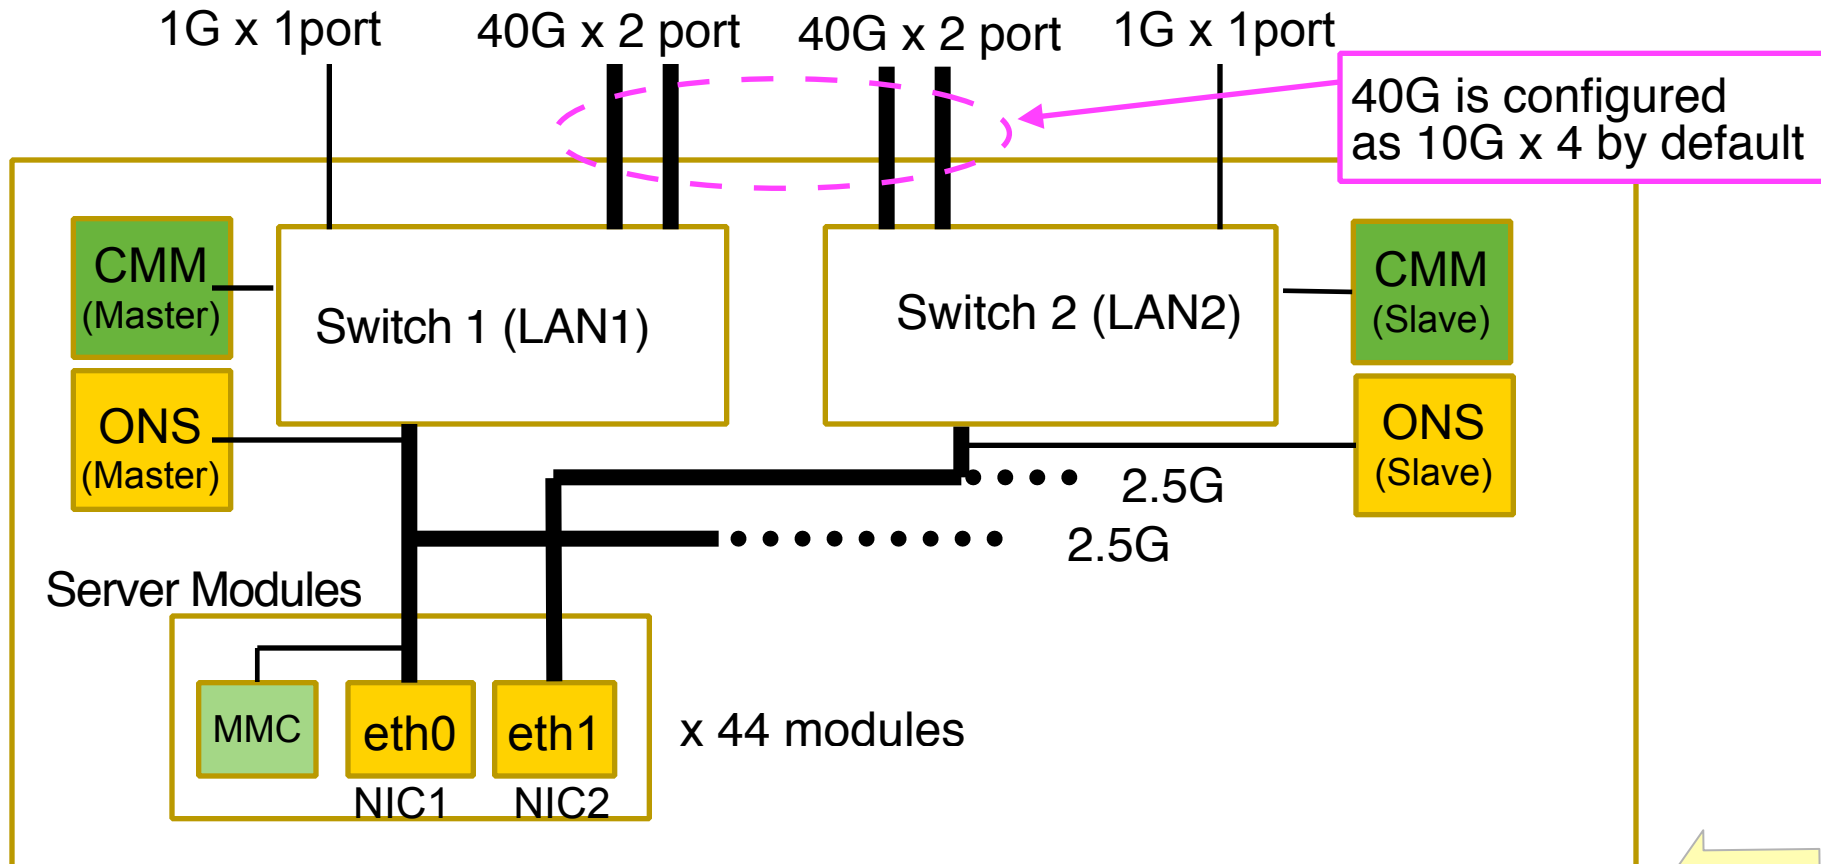 1G x 1port
40G x 2 port
40G x 2 port
1G x 1port
40G is configured
as 10G x 4 by default
CMM
(Master)
Switch 1 (LAN1)
Switch 2 (LAN2)
CMM
(Slave)
ONS
(Master)
ONS
(Slave)
2.5G
2.5G
Server Modules
MMC
eth0
eth1
x 44 modules
NIC1
NIC2